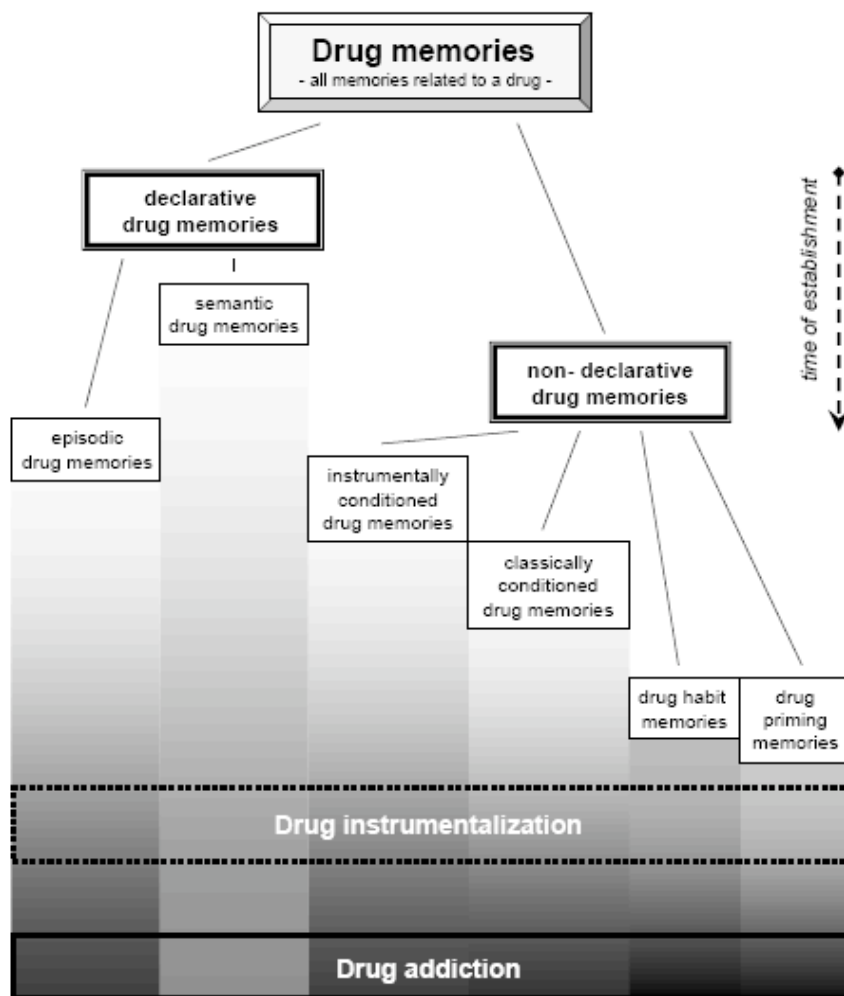 Drug memories
- all memories related to a drug -
declarative
drug memories
time of establishment
semantic
drug memories
non- declarative
drug memories
episodic
drug memories
instrumentally
conditioned
drug memories
classically
conditioned
drug memories
drug habit
memories
drug
priming
memories
Drug instrumentalization
Drug addiction